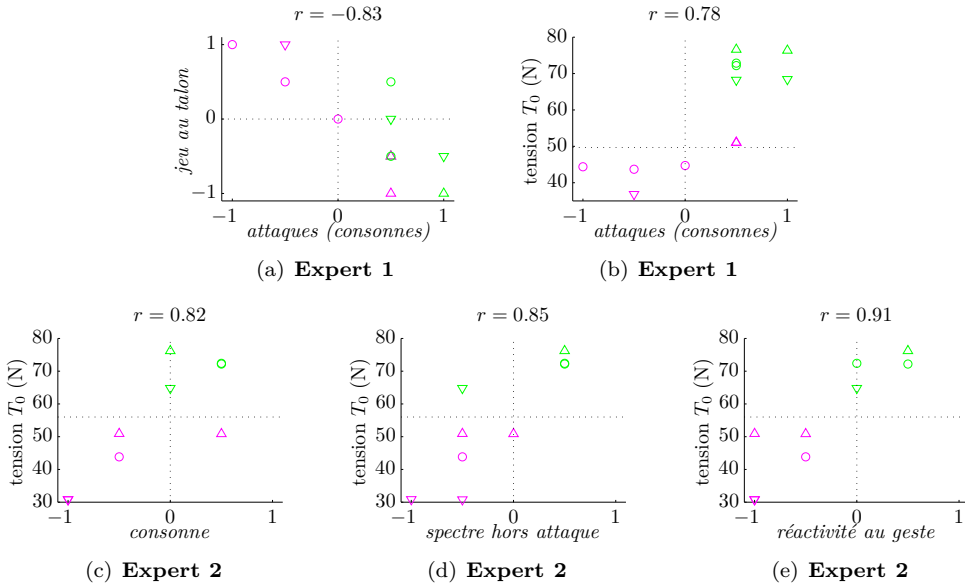 r = −0.83
r = 0.78
1
0
−1
jeu au talon
−1 0 1
attaques (consonnes)
80
70
60
50
40
tension T0 (N)
−1 0 1
attaques (consonnes)
(a) Expert 1
(b) Expert 1
r = 0.82
r = 0.85
r = 0.91
80
70
60
50
40
30
tension T0 (N)
−1 0 1
consonne
80
70
60
50
40
30
tension T0 (N)
−1 0 1
spectre hors attaque
80
70
60
50
40
30
tension T0 (N)
−1 0 1
réactivité au geste
(c) Expert 2
(d) Expert 2
(e) Expert 2